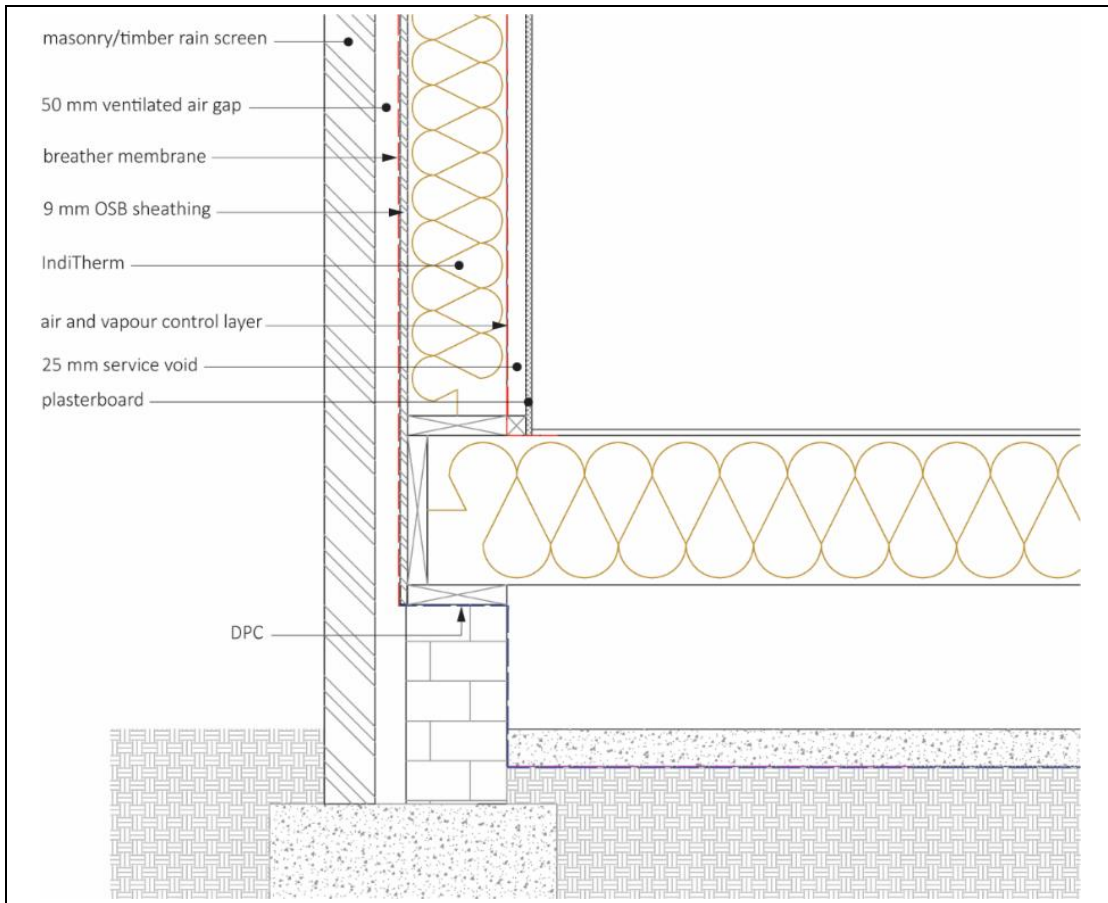 masonry/timber rain screen
50 mm ventilated air gap
breather membrane
9 mm OSB sheathing
IndiTherm
air and vapour control layer
25 mm service void
plasterboard
DPC